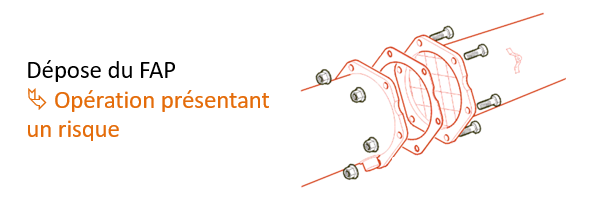 Dépose du FAP
⮱ Opération présentant
un risque